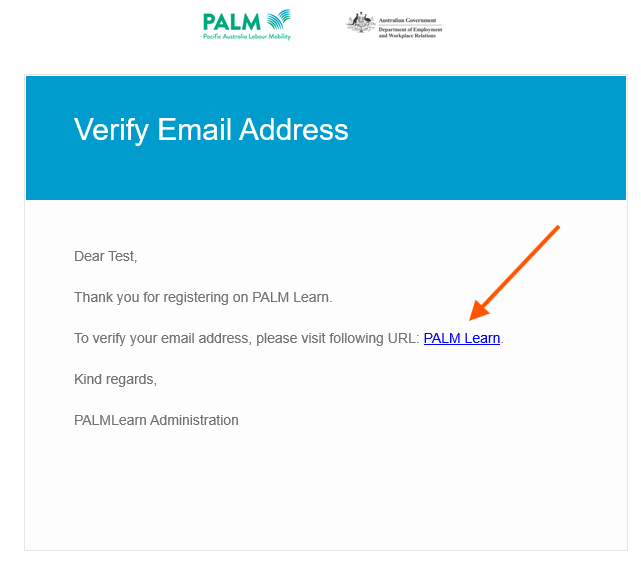 PALM
Pacific Australia Labour Mobility
Australian Government
Department of Employment
and Workplace Relations
Verify Email Address
Dear Test,
Thank you for registering on PALM Learn.
To verify your email address, please visit following URL: PALM Learn.
Kind regards,
PALMLearn Administration